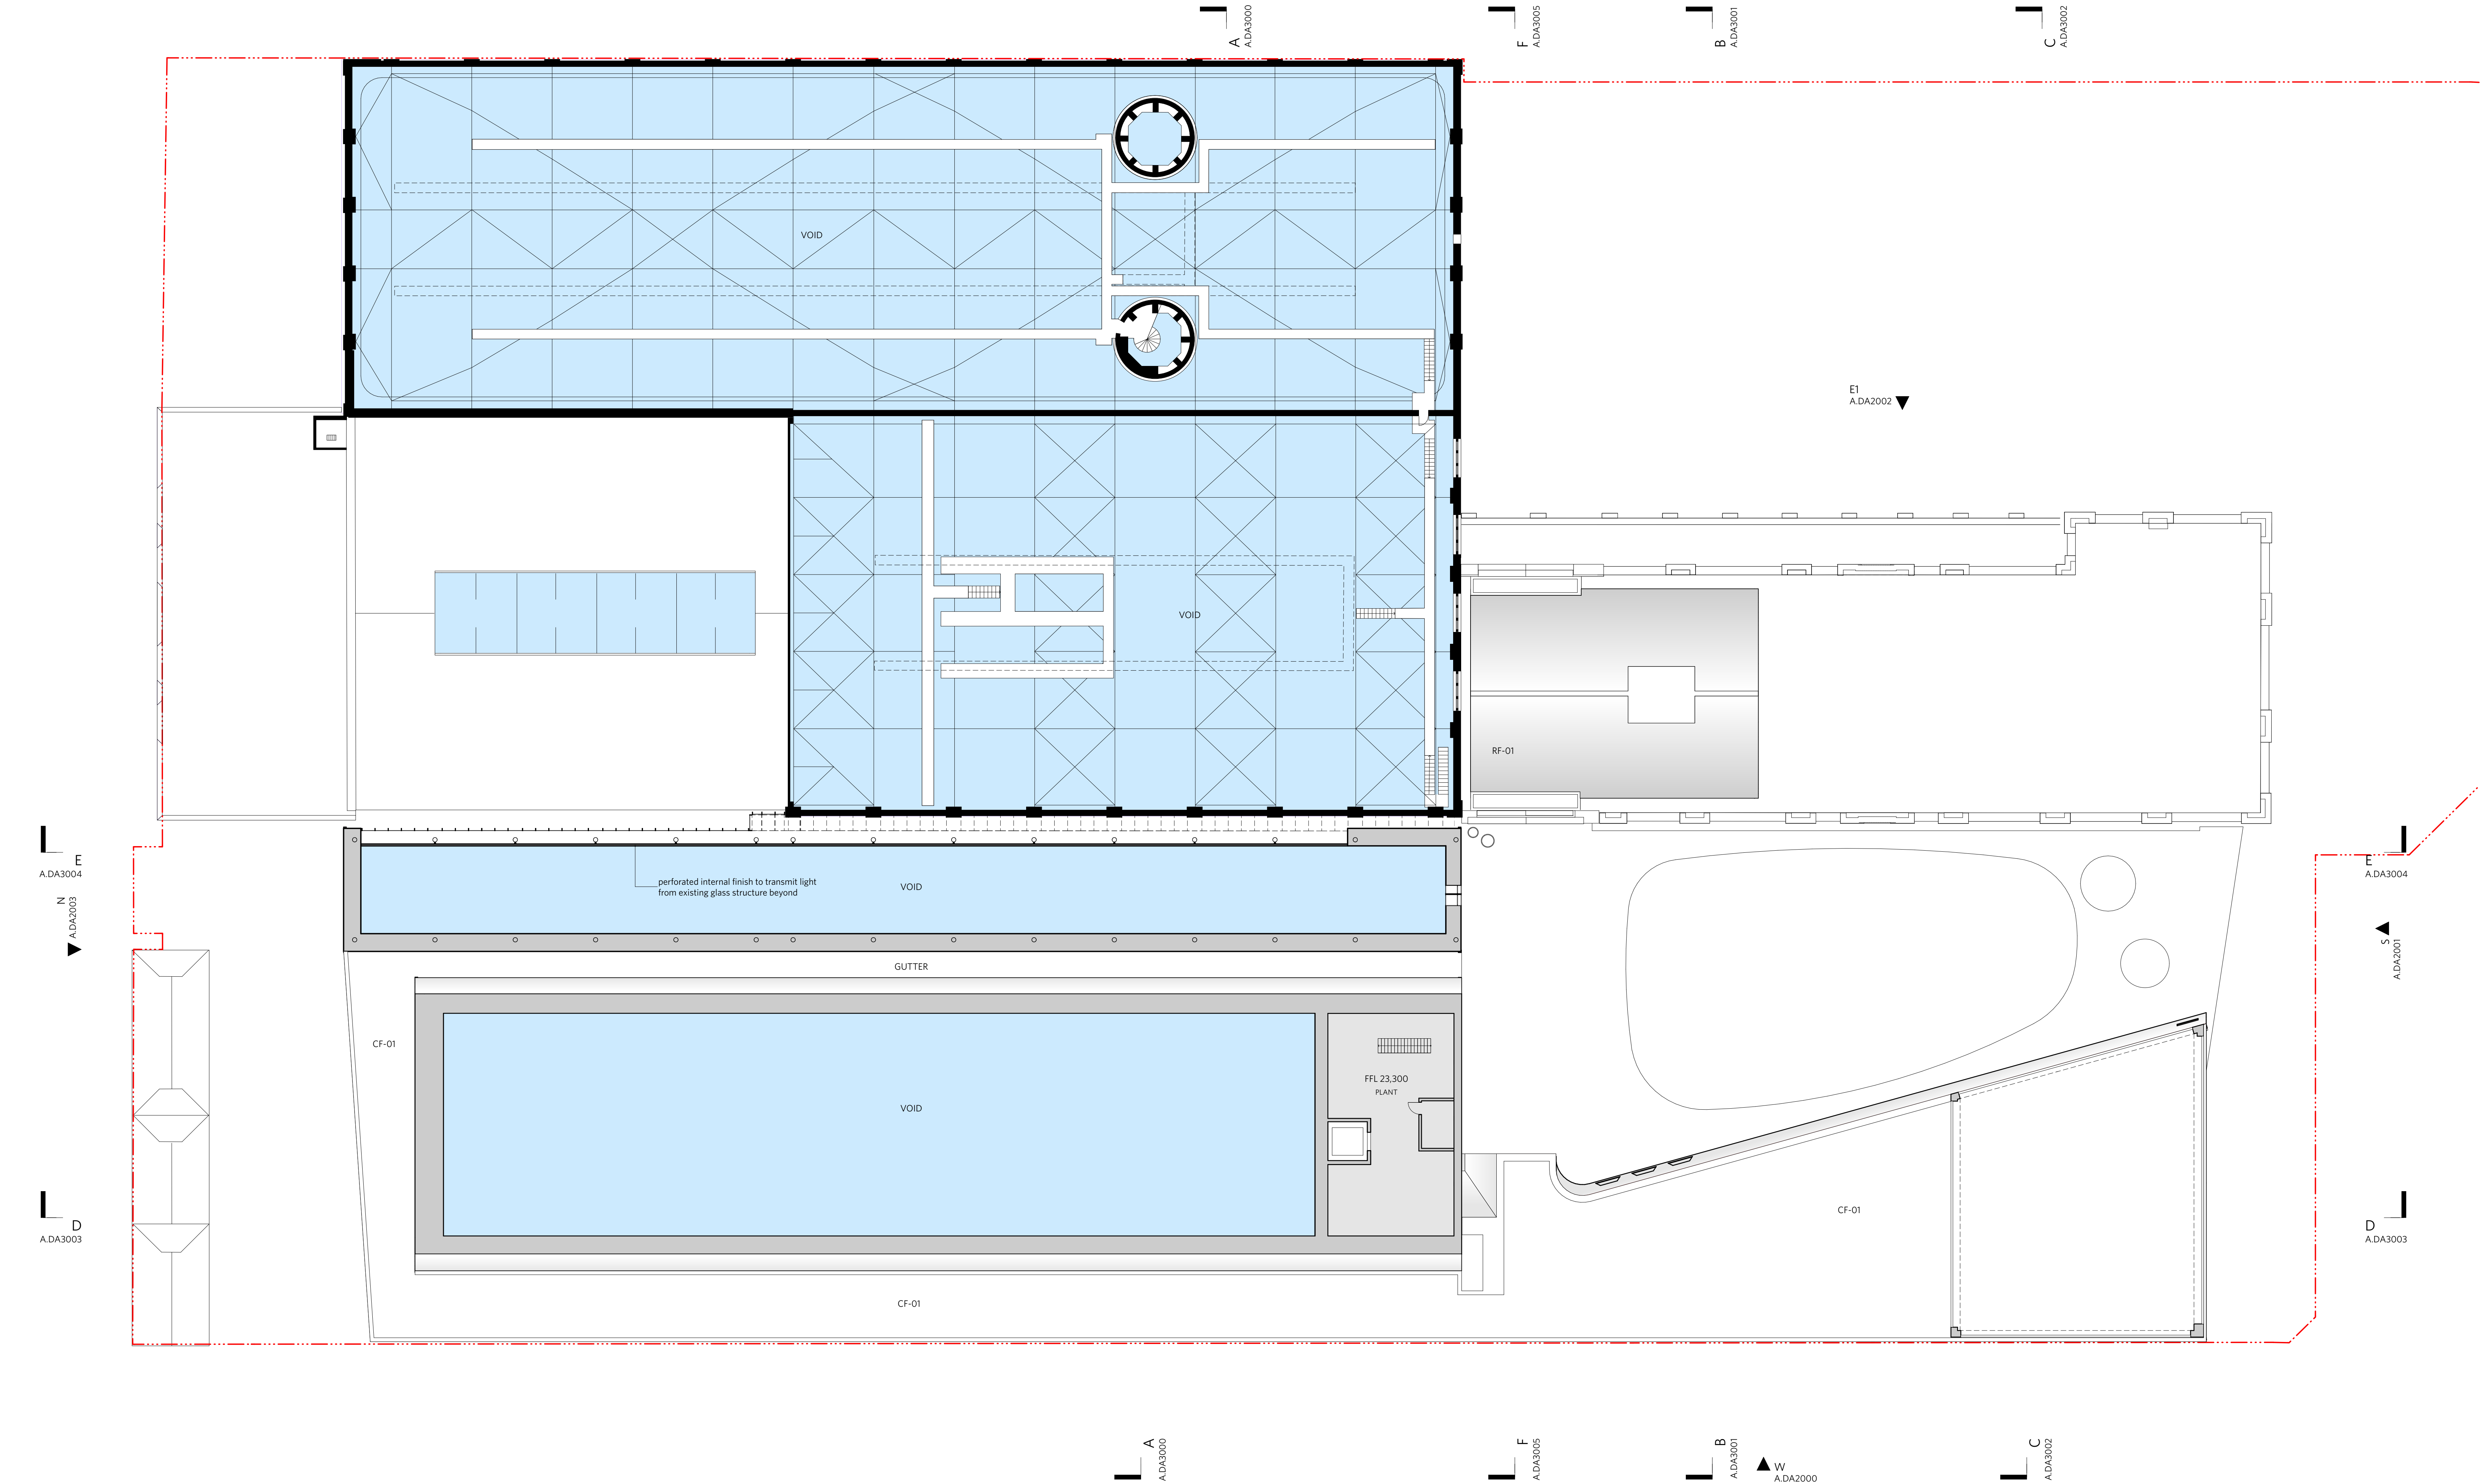 A
A.DA3000
F
A.DA3005
B
A.DA3001
C
A.DA3002
VOID
E1
A.DA2002
VOID
RF-01
E
A.DA3004
N
A.DA2003
perforated internal finish to transmit light
from existing glass structure beyond
VOID
E
A.DA3004
S
A.DA2001
GUTTER
CF-01
FFL 23,300
PLANT
VOID
CF-01
D
A.DA3003
D
A.DA3003
CF-01
A
A.DA3000
F
A.DA3005
B
A.DA3001
W
A.DA2000
C
A.DA3002